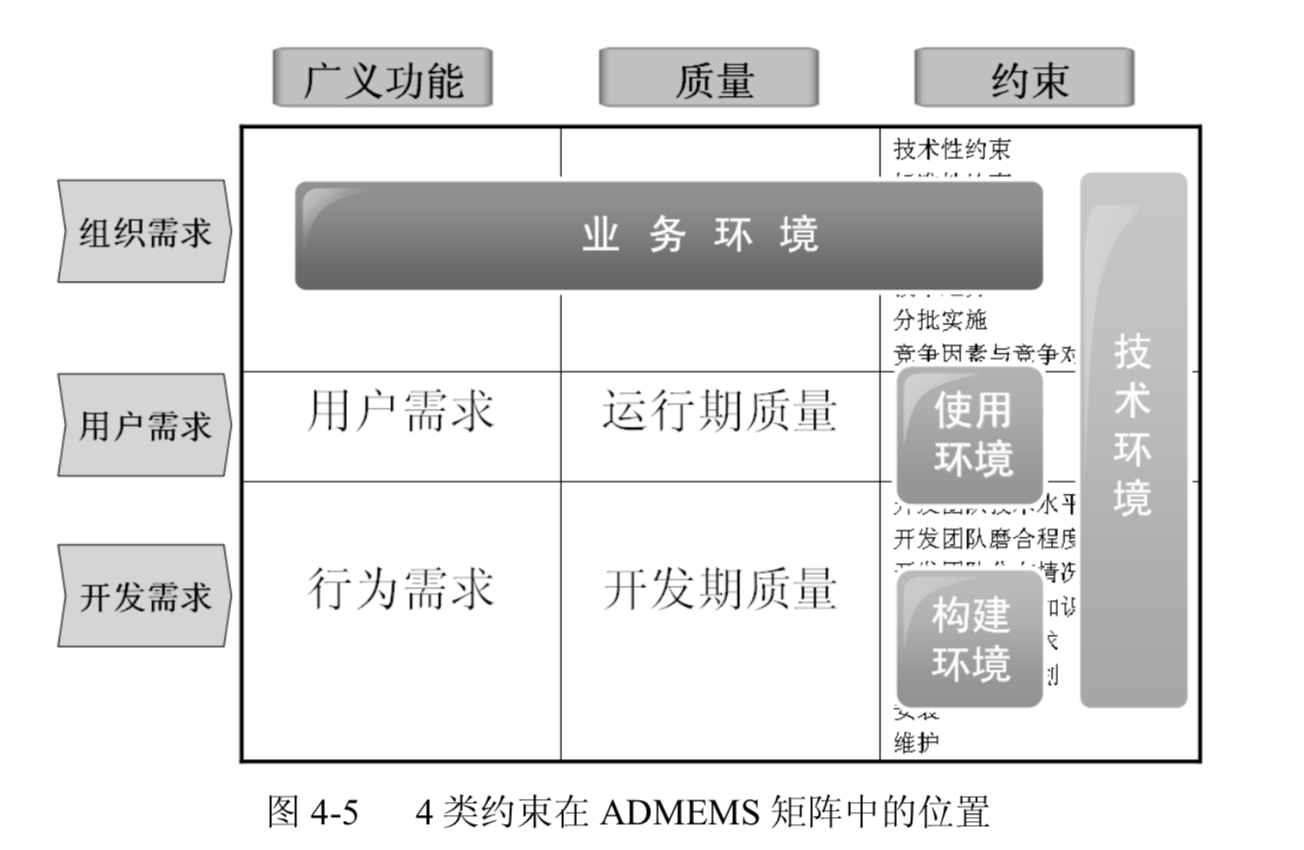 广义功能 质量 约束
技术性约束
组织需求
业务环境
分批实施
竞争因素与竞争对
技术环境
用户需求
用户需求 运行期质量
使用
环境
开发团队技术水平
开发团队磨合程度
开发需求
行为需求 开发期质量
构建
环境
维护
图 4-5 4 类约束在 ADMEMS 矩阵中的位置